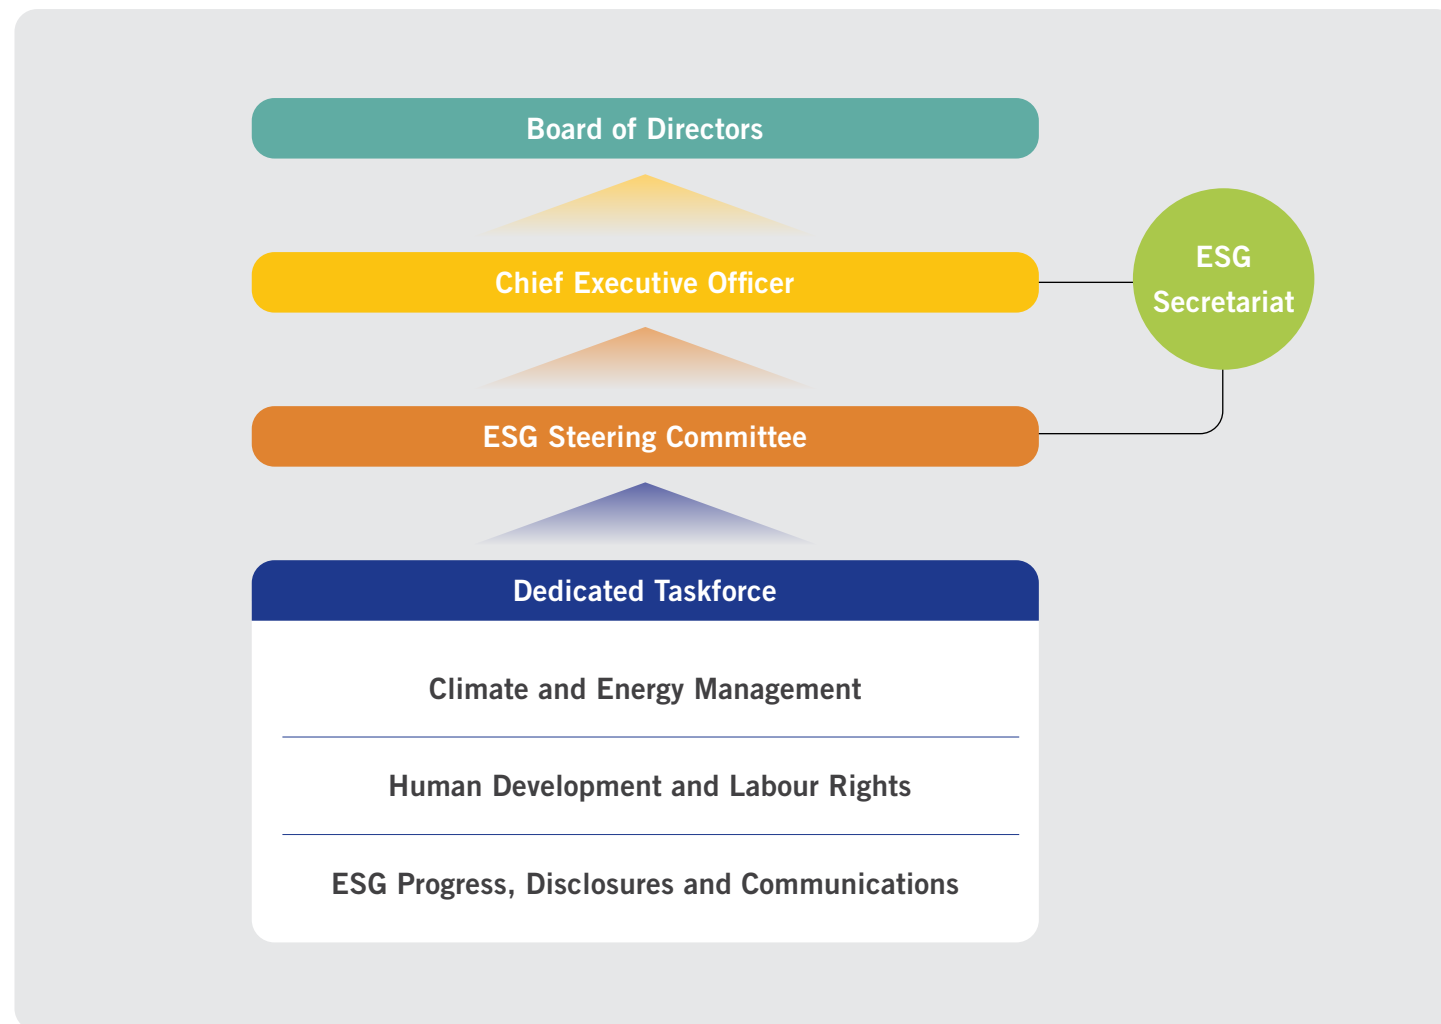 Board of Directors
Chief Executive Officer
ESG
Secretariat
ESG Steering Committee
Dedicated Taskforce
Climate and Energy Management
Human Development and Labour Rights
ESG Progress, Disclosures and Communications